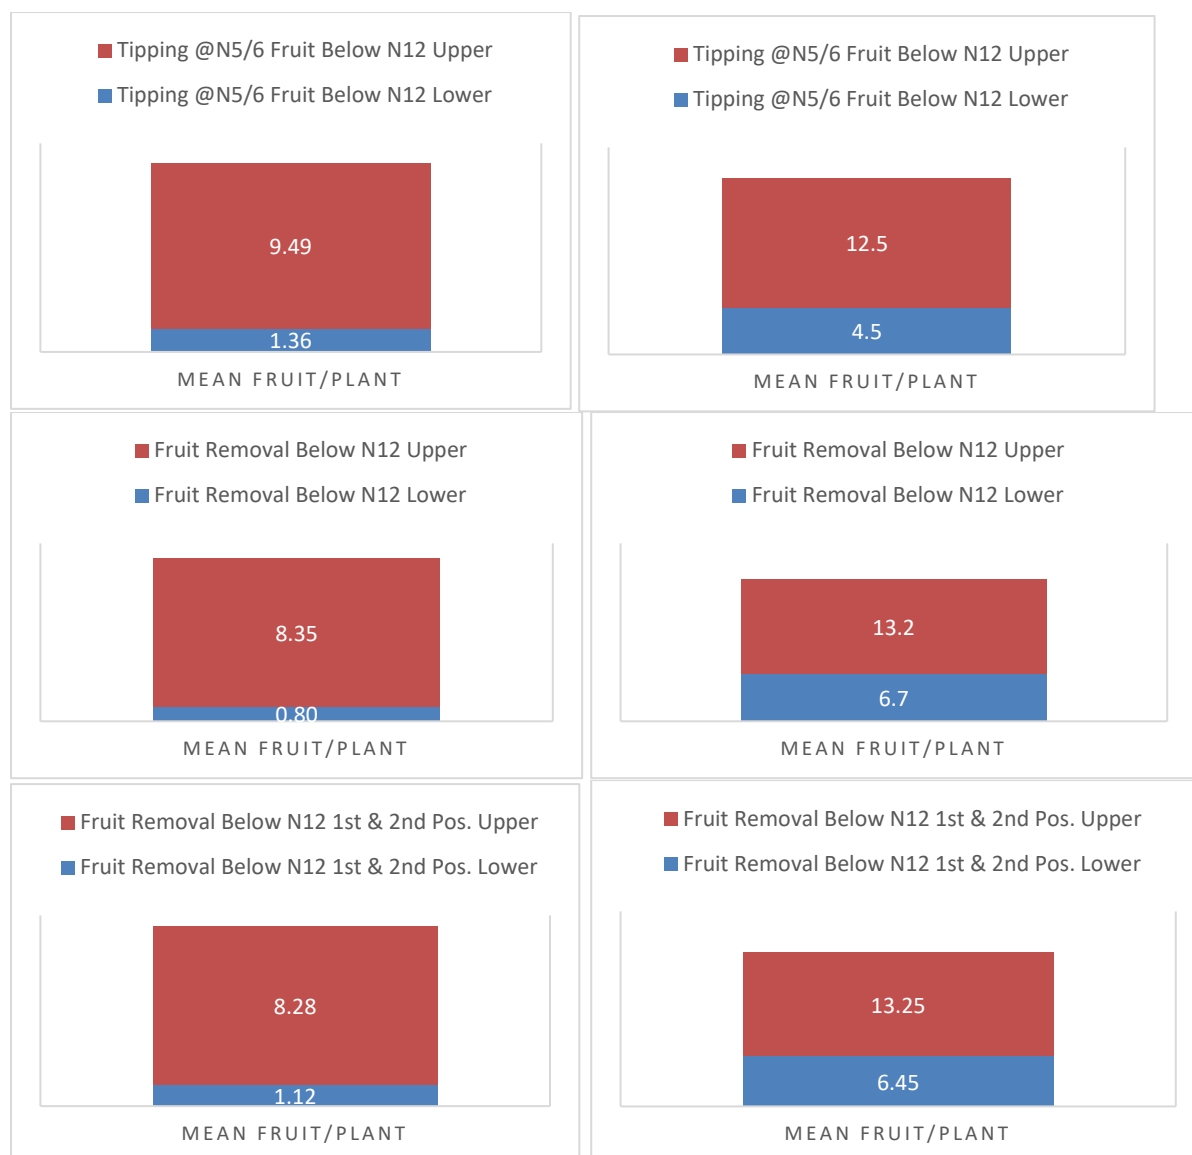 Tipping @N5/6 Fruit Below N12 Upper
Tipping @N5/6 Fruit Below N12 Lower
9.49
1.36
MEAN FRUIT/PLANT
Tipping @N5/6 Fruit Below N12 Upper
Tipping @N5/6 Fruit Below N12 Lower
12.5
4.5
MEAN FRUIT/PLANT
Fruit Removal Below N12 Upper
Fruit Removal Below N12 Lower
8.35
0.80
MEAN FRUIT/PLANT
Fruit Removal Below N12 Upper
Fruit Removal Below N12 Lower
13.2
6.7
MEAN FRUIT/PLANT
Fruit Removal Below N12 1st & 2nd Pos. Upper
Fruit Removal Below N12 1st & 2nd Pos. Lower
8.28
1.12
MEAN FRUIT/PLANT
Fruit Removal Below N12 1st & 2nd Pos. Upper
Fruit Removal Below N12 1st & 2nd Pos. Lower
13.25
6.45
MEAN FRUIT/PLANT